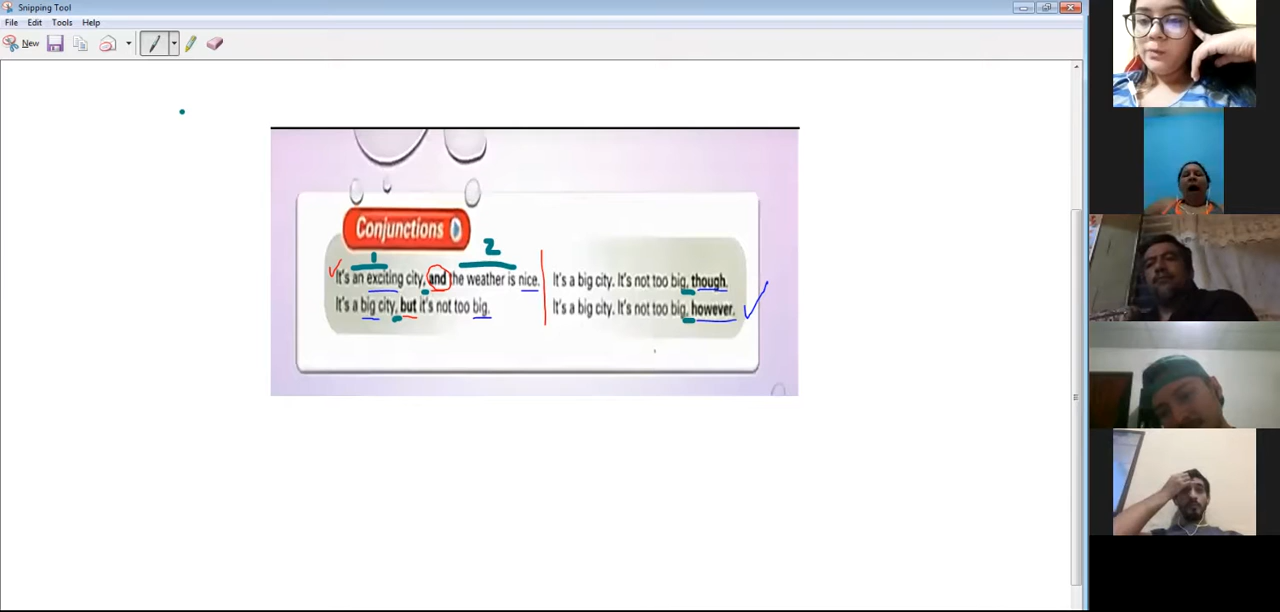 Snipping Tool
File Edit Tools Help
New
Conjunctions
1 2
It's an exciting city, and the weather is nice.
It's a big city, but it's not too big.
It's a big city. It's not too big, though.
It's a big city. It's not too big, however.